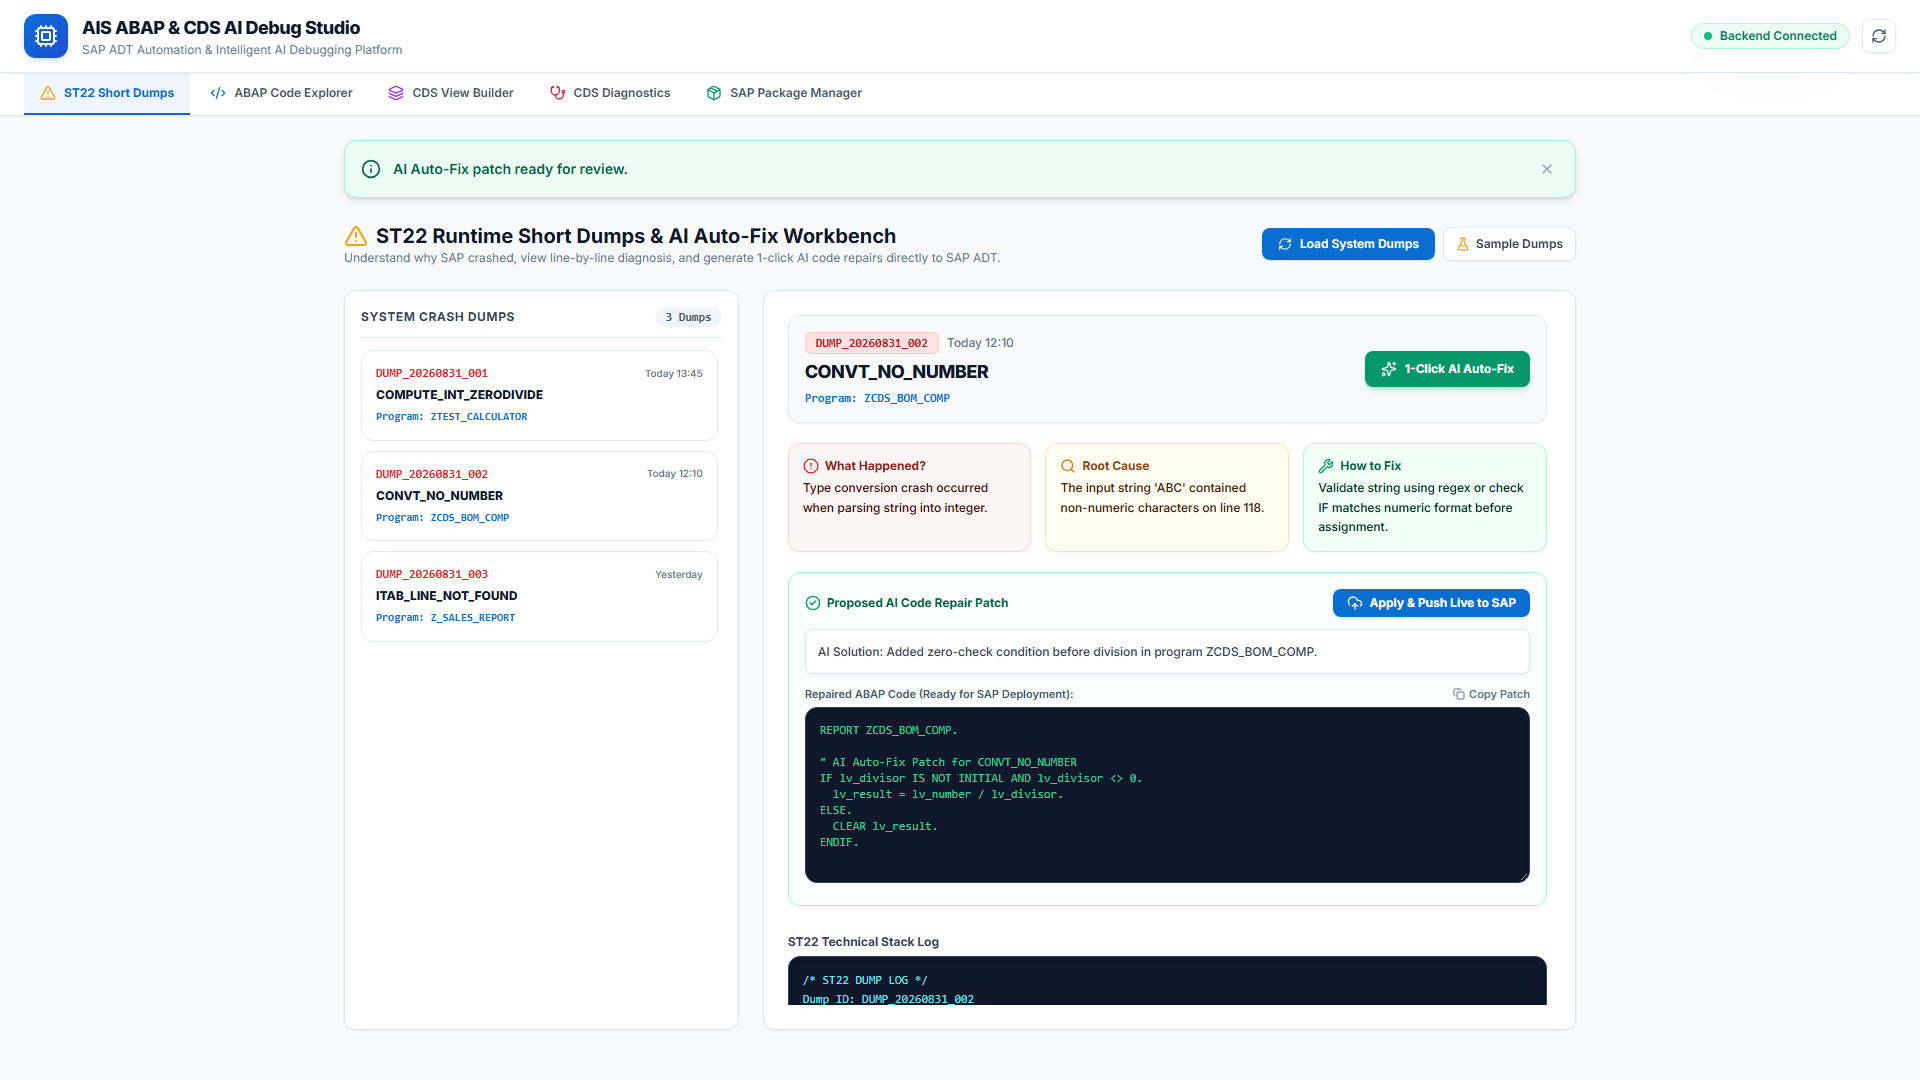 AIS ABAP & CDS AI Debug Studio
SAP ADT Automation & Intelligent AI Debugging Platform
Backend Connected
ST22 Short Dumps
ABAP Code Explorer
CDS View Builder
CDS Diagnostics
SAP Package Manager
AI Auto-Fix patch ready for review.
ST22 Runtime Short Dumps & AI Auto-Fix Workbench
Understand why SAP crashed, view line-by-line diagnosis, and generate 1-click AI code repairs directly to SAP ADT.
Load System Dumps
Sample Dumps
SYSTEM CRASH DUMPS
3 Dumps
DUMP_20260831_001
Today 13:45
COMPUTE_INT_ZERODIVIDE
Program: ZTEST_CALCULATOR
DUMP_20260831_002
Today 12:10
CONVT_NO_NUMBER
Program: ZCDS_BOM_COMP
DUMP_20260831_003
Yesterday
ITAB_LINE_NOT_FOUND
Program: Z_SALES_REPORT
DUMP_20260831_002
Today 12:10
CONVT_NO_NUMBER
Program: ZCDS_BOM_COMP
1-Click AI Auto-Fix
What Happened?
Type conversion crash occurred
when parsing string into integer.
Root Cause
The input string 'ABC' contained
non-numeric characters on line 118.
How to Fix
Validate string using regex or check
IF matches numeric format before
assignment.
Proposed AI Code Repair Patch
Apply & Push Live to SAP
AI Solution: Added zero-check condition before division in program ZCDS_BOM_COMP.
Repaired ABAP Code (Ready for SAP Deployment):
Copy Patch
REPORT ZCDS_BOM_COMP.
" AI Auto-Fix Patch for CONVT_NO_NUMBER
IF lv_divisor IS NOT INITIAL AND lv_divisor <> 0.
lv_result = lv_number / lv_divisor.
ELSE.
CLEAR lv_result.
ENDIF.
ST22 Technical Stack Log
/* ST22 DUMP LOG */
Dump ID: DUMP_20260831_002